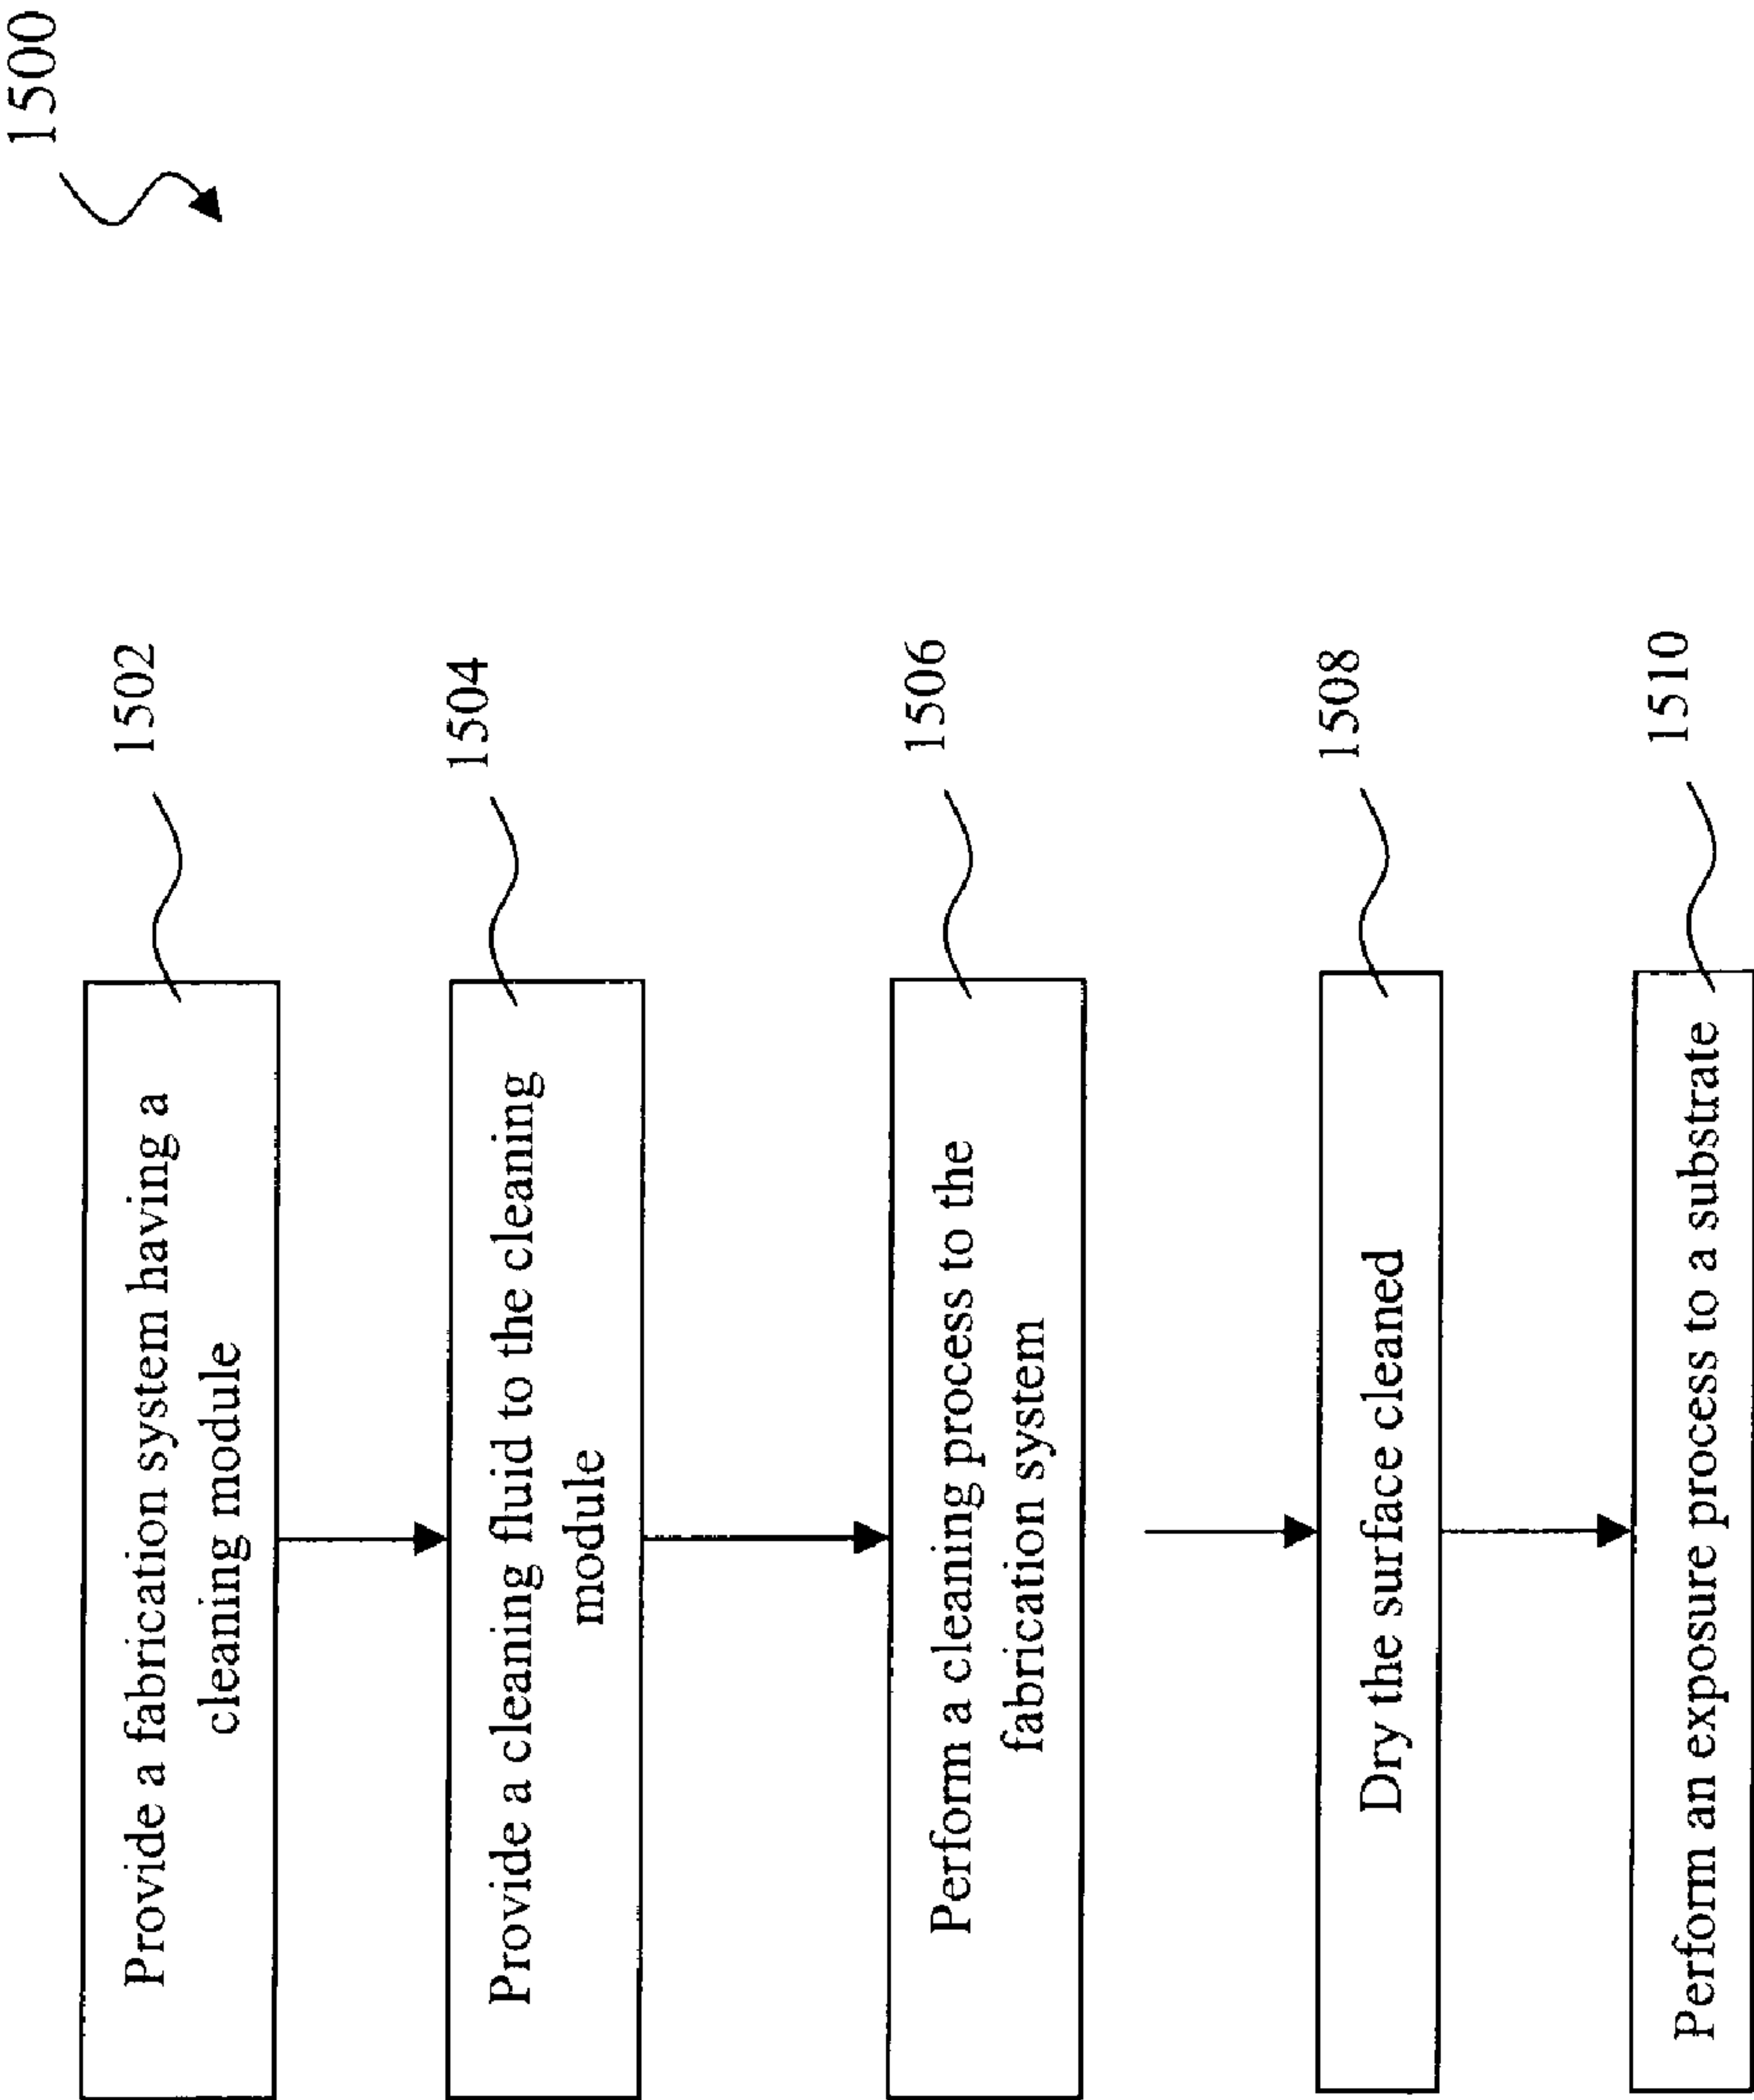 1500
Provide a fabrication system having a
cleaning module
1502
Provide a cleaning fluid to the cleaning
module
1504
Perform a cleaning process to the
fabrication system
1506
Dry the surface cleaned
1508
Perform an exposure process to a substrate
1510